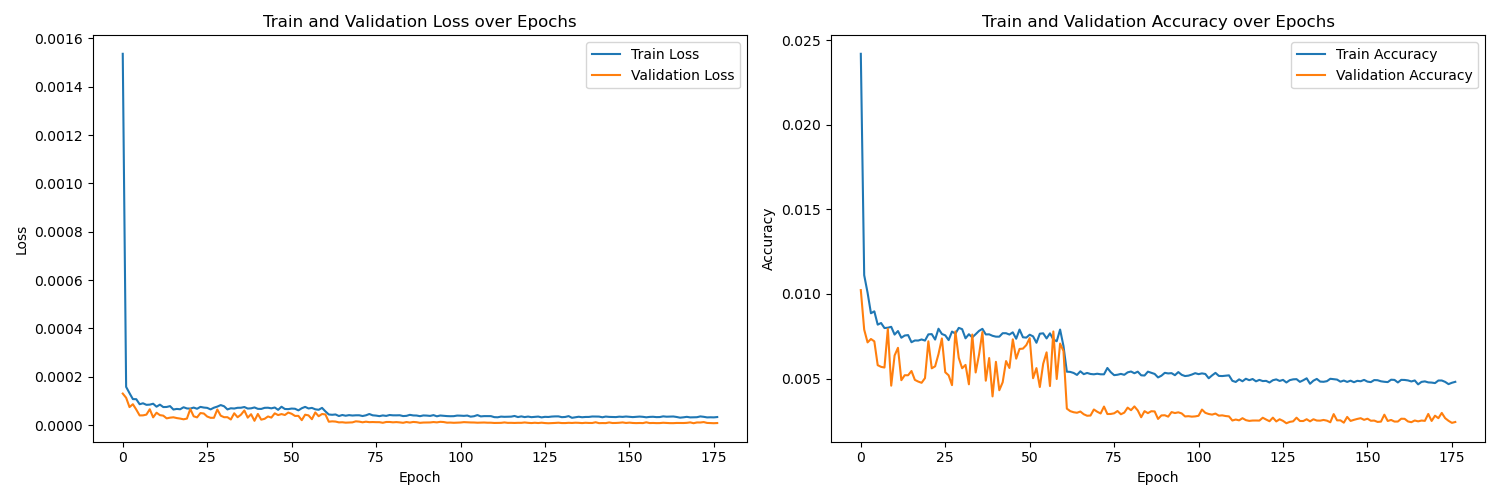 Train and Validation Loss over Epochs
0.0016
0.0014
0.0012
0.0010
0.0008
0.0006
0.0004
0.0002
0.0000
Loss
Train Loss
Validation Loss
0 25 50 75 100 125 150 175
Epoch
Train and Validation Accuracy over Epochs
0.025
0.020
0.015
0.010
0.005
Accuracy
Train Accuracy
Validation Accuracy
0 25 50 75 100 125 150 175
Epoch